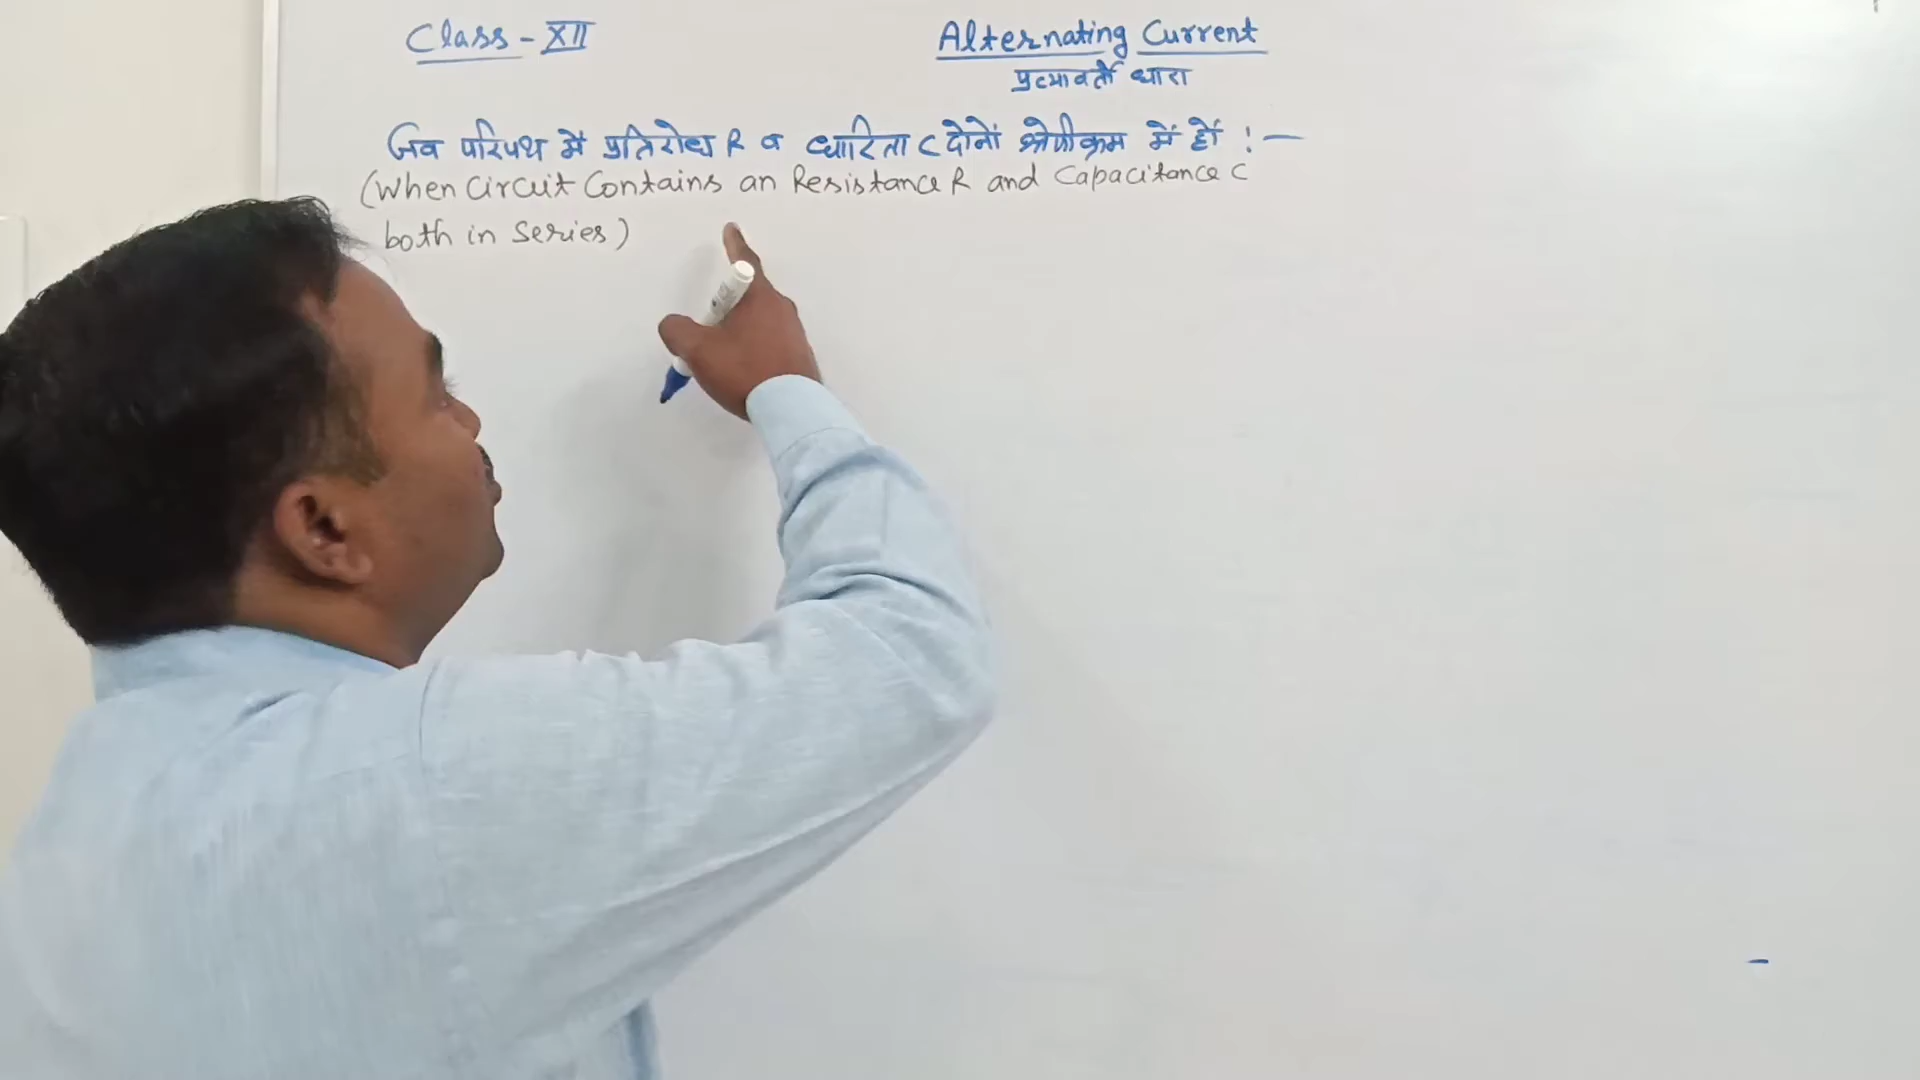 Class - XII
Alternating Current
प्रत्यावर्ती धारा
जब परिपथ में प्रतिरोध R व धारिता C दोनों श्रेणीक्रम में हों :-
(When Circuit Contains an Resistance R and Capacitance C
both in Series)